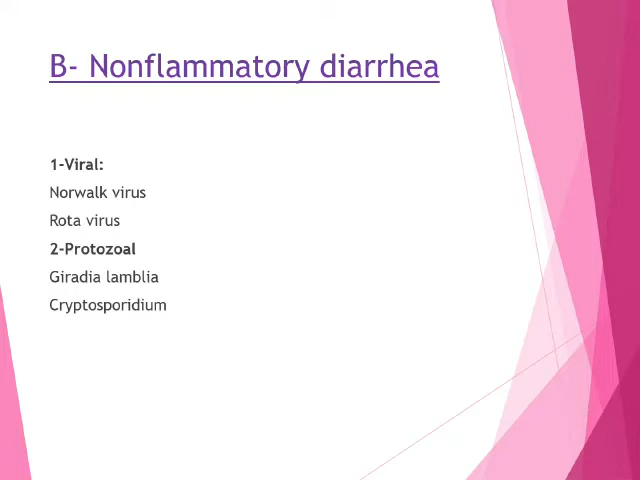 B- Nonflammatory diarrhea
1-Viral:
Norwalk virus
Rota virus
2-Protozoal
Giradia lamblia
Cryptosporidium